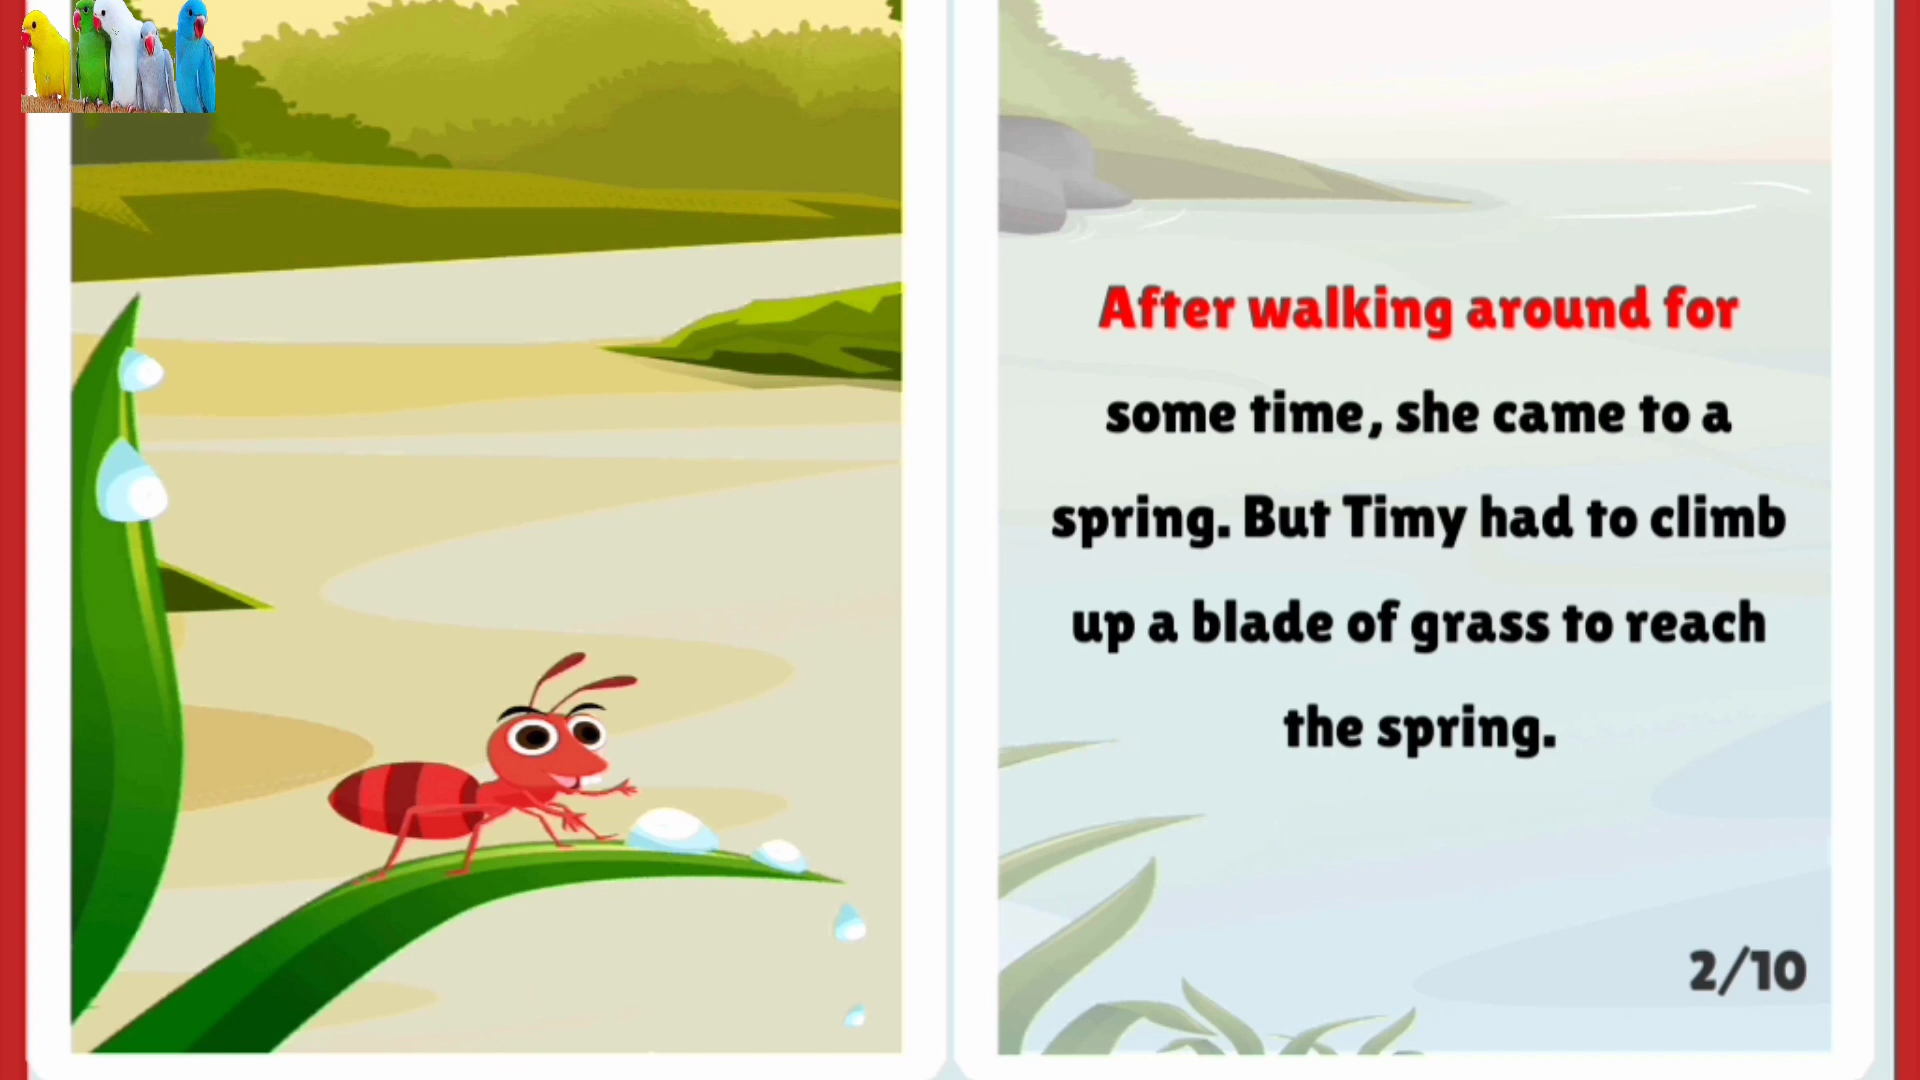 After walking around for
some time, she came to a
spring. But Timy had to climb
up a blade of grass to reach
the spring.
2/10